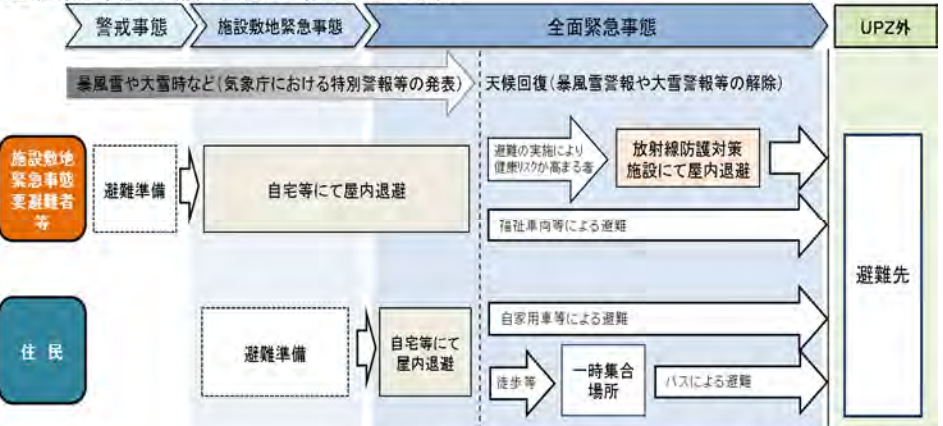 警戒事態
施設敷地緊急事態
全面緊急事態
UPZ外
暴風雪や大雪時など(気象庁における特別警報等の発表)
天候回復(暴風雪警報や大雪警報等の解除)
施設敷地
緊急事態
要避難者
等
避難準備
自宅等にて屋内退避
避難の実施により
健康リスクが高まる者
放射線防護対策
施設にて屋内退避
福祉車両等による避難
避難先
住民
避難準備
自宅等にて
屋内退避
自家用車等による避難
徒歩等
一時集合
場所
バスによる避難